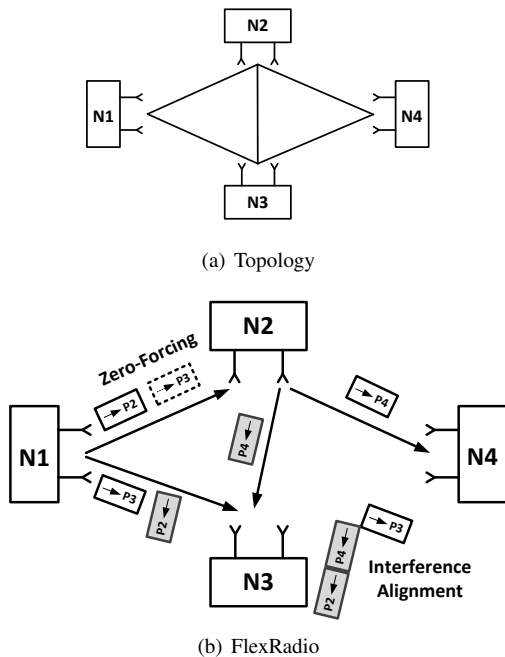 N2
N1
N4
N3
(a) Topology
N2
Zero-Forcing
P2
P3
P4
P4
N1
N4
P3
P2
P3
P4
P2
N3
Interference
Alignment
(b) FlexRadio